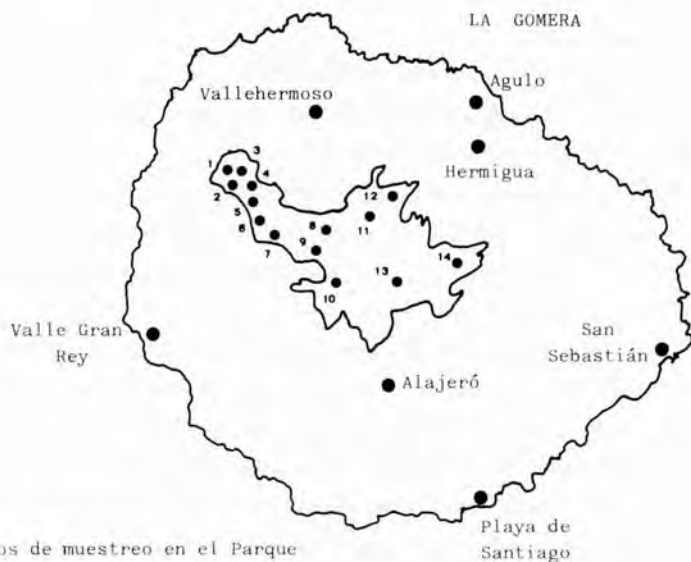 LA GOMERA
Agulo
Vallehermoso
Hermigua
3
1
4
2
12
5
8
11
6
9
7
14
13
10
Valle Gran
Rey
San
Sebastián
Alajeró
Playa de
Santiago
de muestreo en el Parque